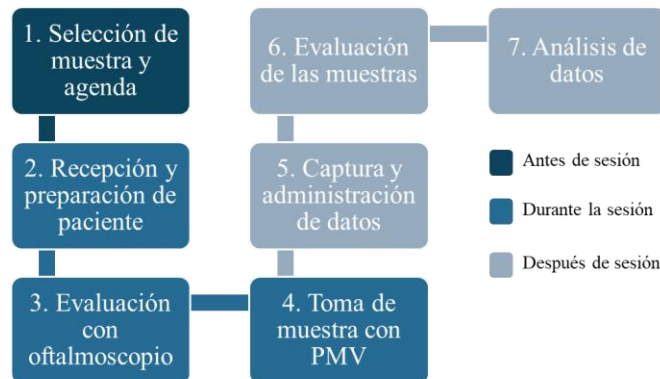 1. Selección de
muestra y
agenda
2. Recepción y
preparación de
paciente
3. Evaluación
con
oftalmoscopio
4. Toma de
muestra con
PMV
5. Captura y
administración
de datos
6. Evaluación
de las muestras
7. Análisis de
datos
Antes de sesión
Durante la sesión
Después de sesión